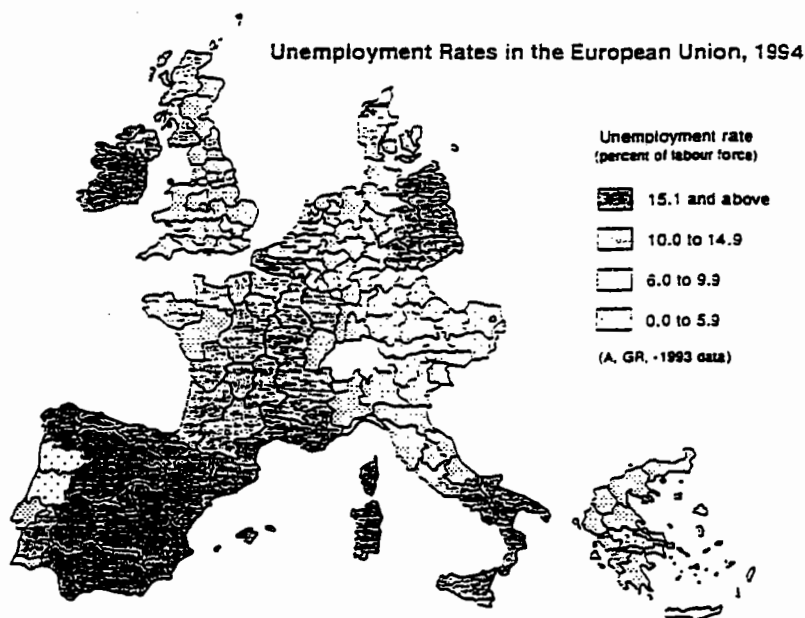 Unemployment Rates in the European Union, 1994
Unemployment rate
(percent of labour force)
15.1 and above
10.0 to 14.9
6.0 to 9.9
0.0 to 5.9
(A, GR, -1993 data)